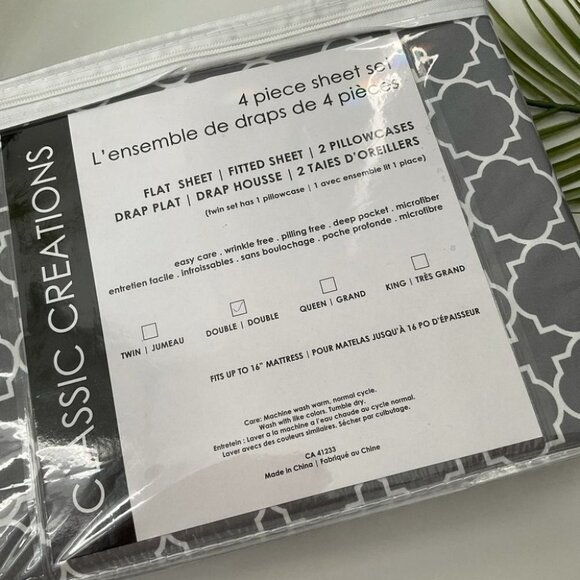 CLASSIC CREATIONS
4 piece sheet set
L'ensemble de draps de 4 pièces
FLAT SHEET | FITTED SHEET | 2 PILLOWCASES
DRAP PLAT | DRAP HOUSSE | 2 TAIES D'OREILLERS
(twin set has 1 pillowcase | 1 avec ensemble lit 1 place)
easy care . wrinkle free . pilling free . deep pocket . microfiber
entretien facile . infroissables . sans boulochage . poche profonde . microfibre
TWIN | JUMEAU
DOUBLE | DOUBLE
QUEEN | GRAND
KING | TRÈS GRAND
FITS UP TO 16" MATTRESS | POUR MATELAS JUSQU'À 16 PO D'ÉPAISSEUR
Care: Machine wash warm, normal cycle.
Wash with like colors. Tumble dry.
Entretein : Laver a la machine a l'eau chaude au cycle normal.
Laver avecs des couleurs similaires. Sécher par culbutage.
CA 41233
Made in China | Fabriqué au Chine